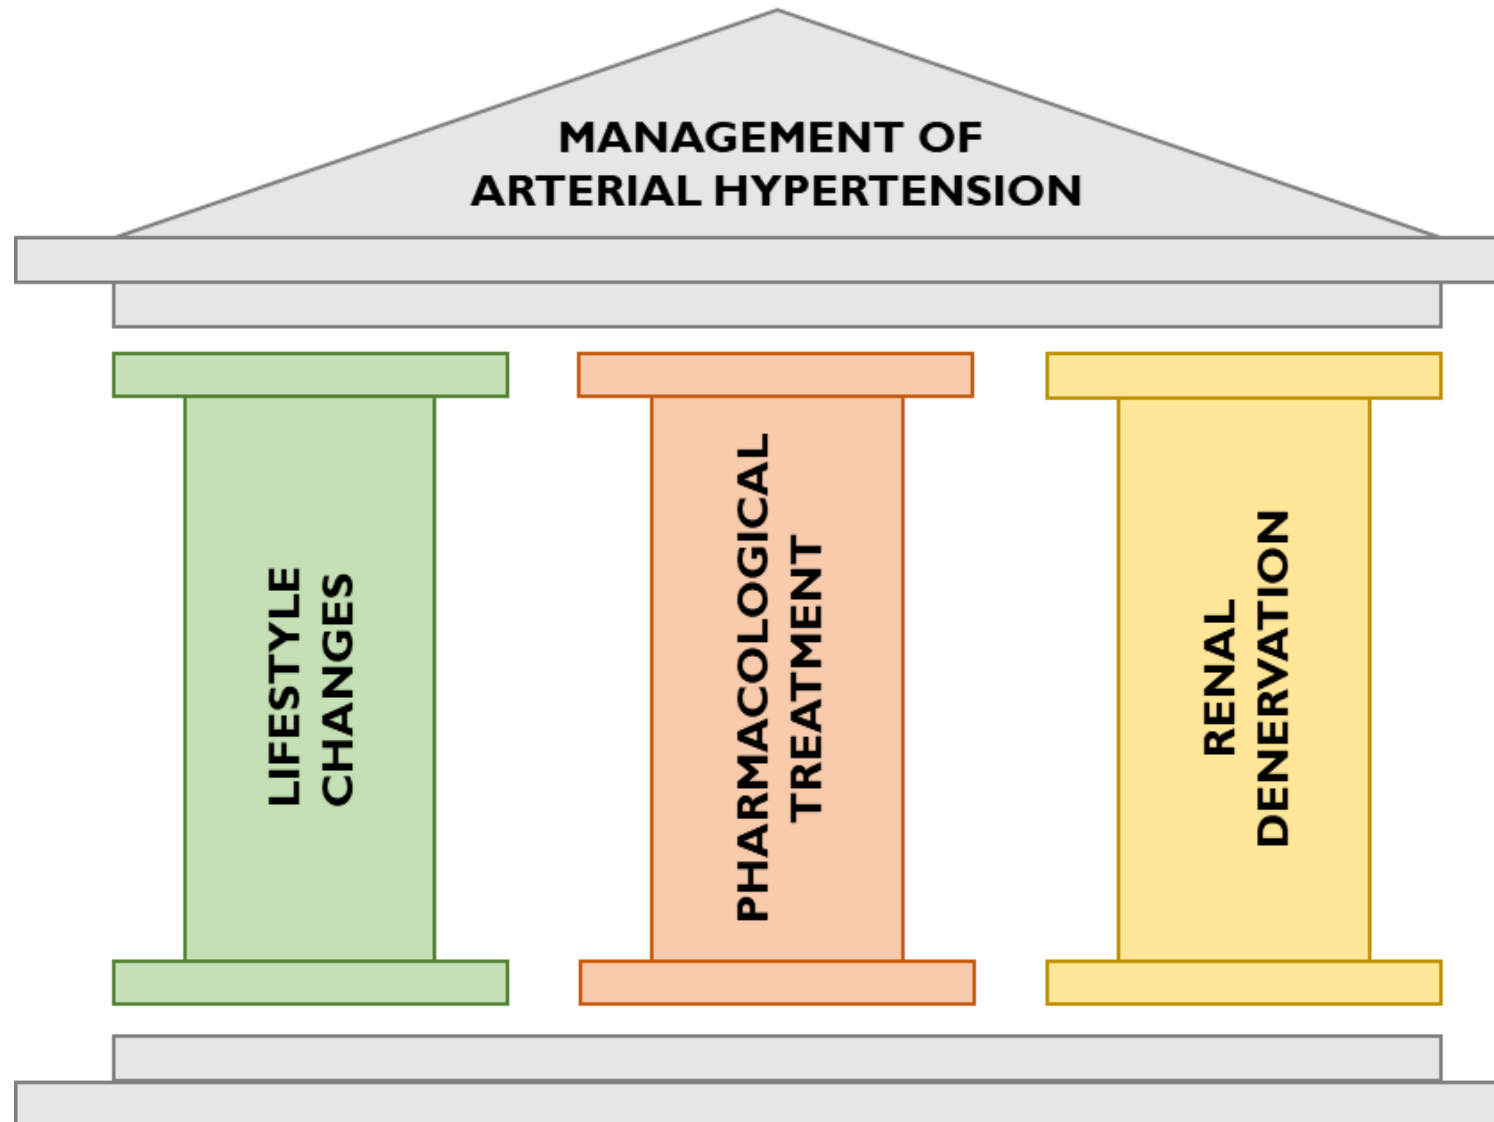 MANAGEMENT OF
ARTERIAL HYPERTENSION
LIFESTYLE
CHANGES
PHARMACOLOGICAL
TREATMENT
RENAL
DENERVATION